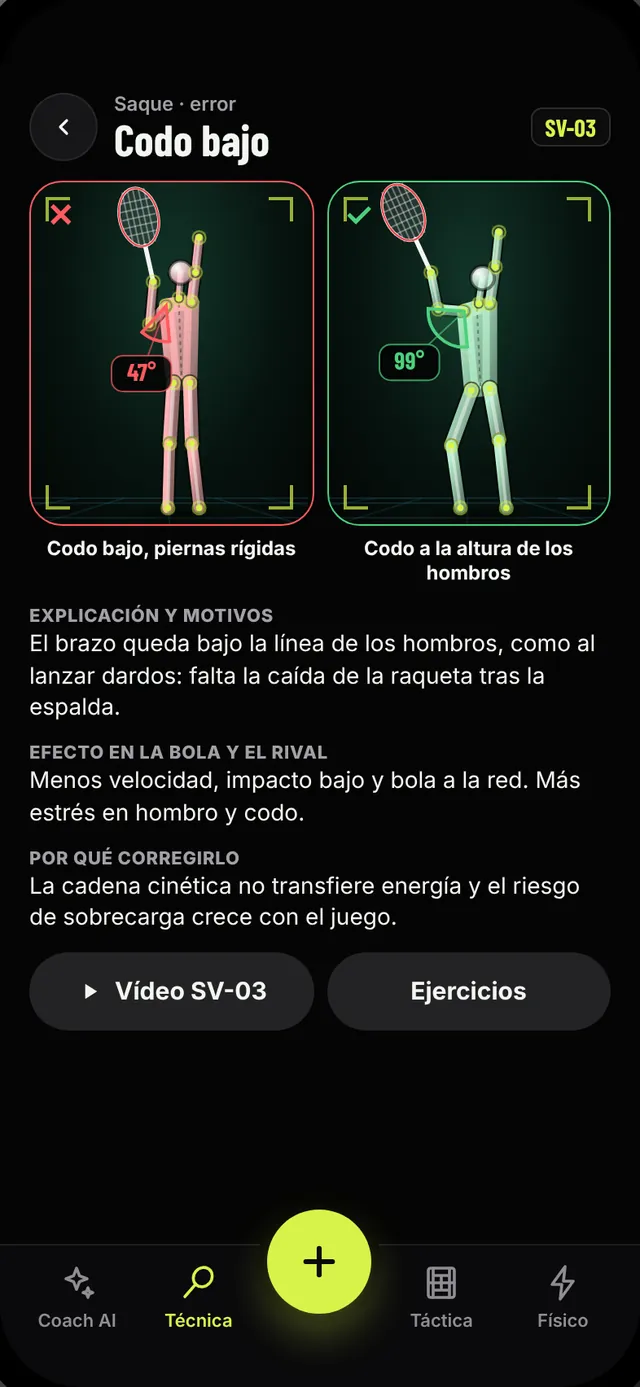 Saque · error
Codo bajo
SV-03
47°
99°
Codo bajo, piernas rígidas
Codo a la altura de los
hombros
EXPLICACIÓN Y MOTIVOS
El brazo queda bajo la línea de los hombros, como al
lanzar dardos: falta la caída de la raqueta tras la
espalda.
EFECTO EN LA BOLA Y EL RIVAL
Menos velocidad, impacto bajo y bola a la red. Más
estrés en hombro y codo.
POR QUÉ CORREGIRLO
La cadena cinética no transfiere energía y el riesgo
de sobrecarga crece con el juego.
Vídeo SV-03
Ejercicios
Coach AI
Técnica
Táctica
Físico